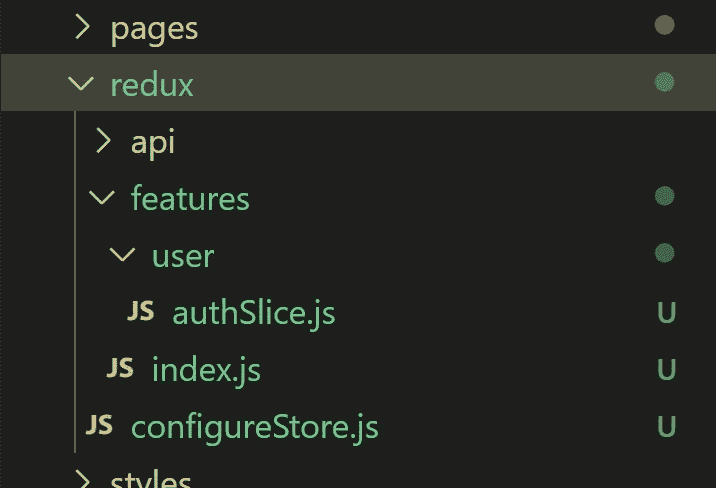 pages
redux
api
features
user
JS authSlice.js U
JS index.js U
JS configureStore.js U
styles